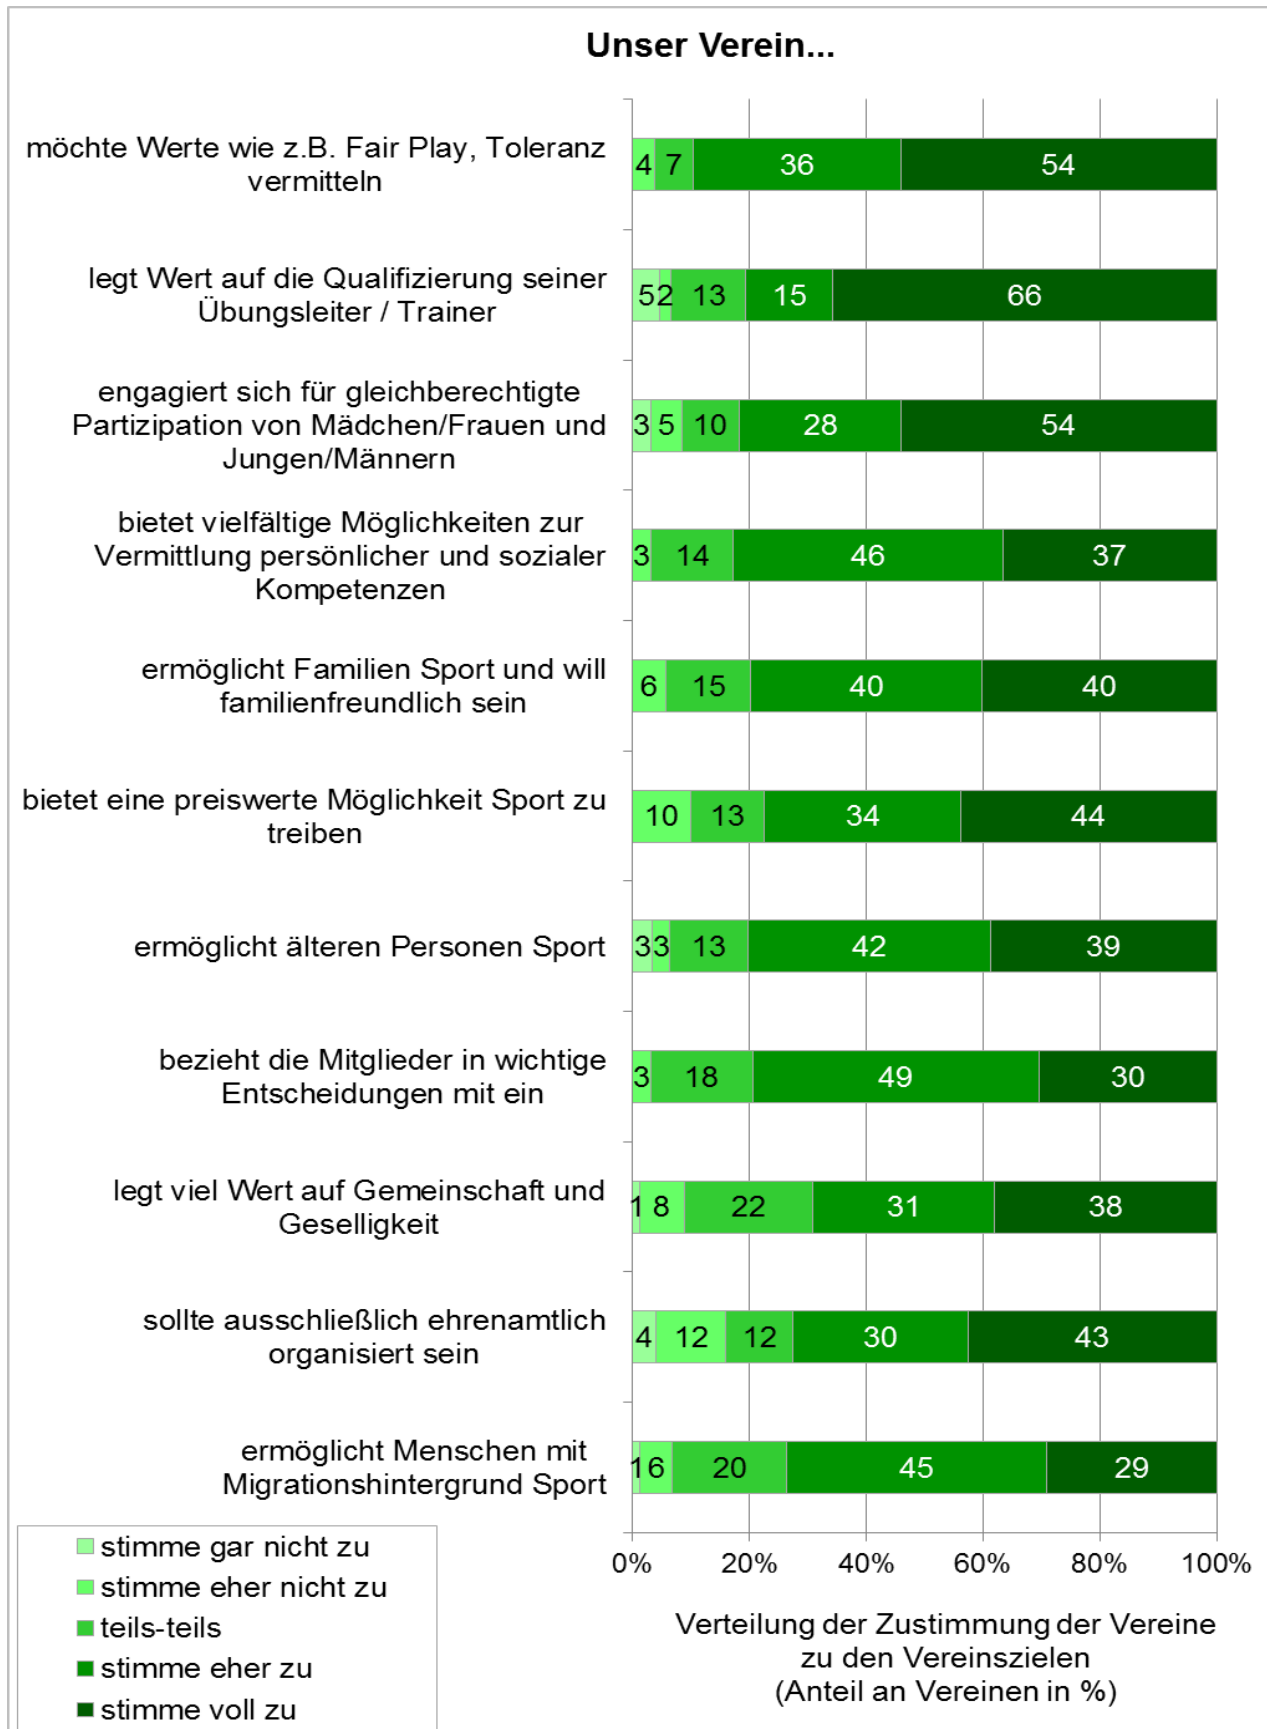 Unser Verein...
möchte Werte wie z.B. Fair Play, Toleranz
vermitteln
4 7 36 54
legt Wert auf die Qualifizierung seiner
Übungsleiter / Trainer
5 2 13 15 66
engagiert sich für gleichberechtigte
Partizipation von Mädchen/Frauen und
Jungen/Männern
3 5 10 28 54
bietet vielfältige Möglichkeiten zur
Vermittlung persönlicher und sozialer
Kompetenzen
3 14 46 37
ermöglicht Familien Sport und will
familienfreundlich sein
6 15 40 40
bietet eine preiswerte Möglichkeit Sport zu
treiben
10 13 34 44
ermöglicht älteren Personen Sport
3 3 13 42 39
bezieht die Mitglieder in wichtige
Entscheidungen mit ein
3 18 49 30
legt viel Wert auf Gemeinschaft und
Geselligkeit
1 8 22 31 38
sollte ausschließlich ehrenamtlich
organisiert sein
4 12 12 30 43
ermöglicht Menschen mit
Migrationshintergrund Sport
1 6 20 45 29
0% 20% 40% 60% 80% 100%
stimme gar nicht zu
stimme eher nicht zu
teils-teils
stimme eher zu
stimme voll zu
Verteilung der Zustimmung der Vereine
zu den Vereinszielen
(Anteil an Vereinen in %)